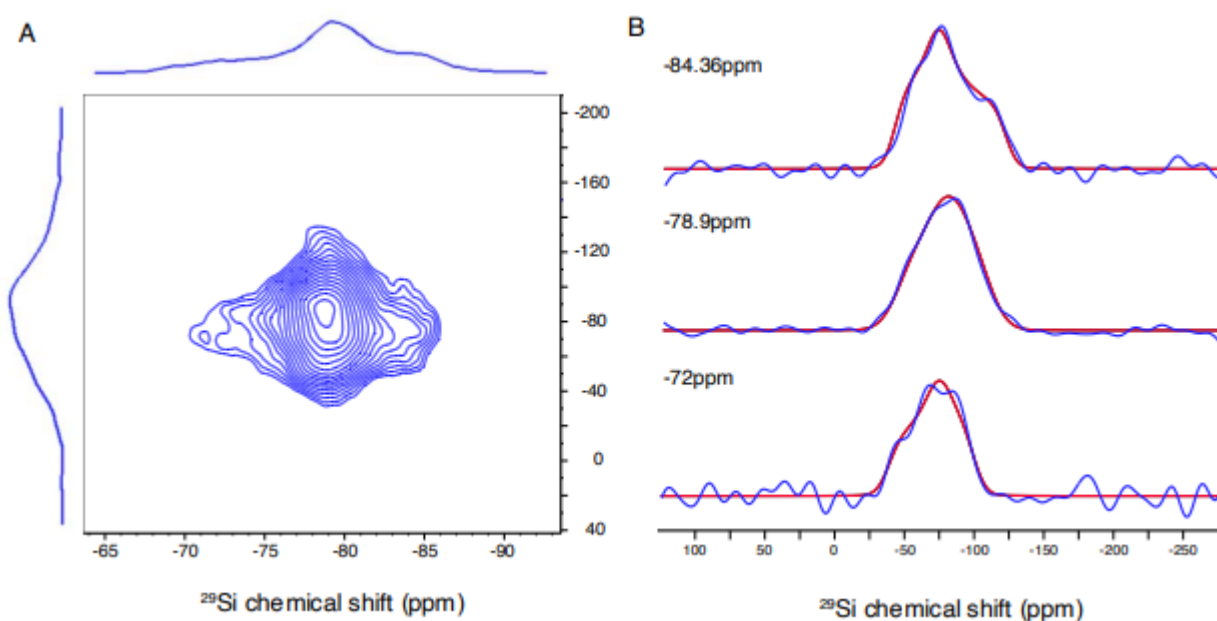 A
-200
-160
-120
-80
-40
0
40
-65 -70 -75 -80 -85 -90
²⁹Si chemical shift (ppm)
B
-84.36ppm
-78.9ppm
-72ppm
100 50 0 -50 -100 -150 -200 -250
²⁹Si chemical shift (ppm)